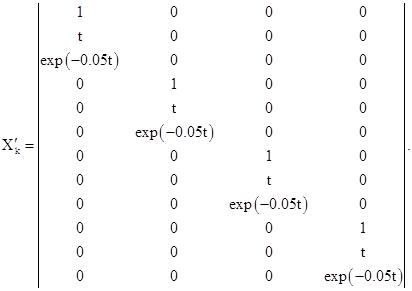 1 0 0 0
t 0 0 0
exp(−0.05t) 0 0 0
0 1 0 0
0 t 0 0
X′ₖ = 0 exp(−0.05t) 0 0
0 0 1 0
0 0 t 0
0 0 exp(−0.05t) 0
0 0 0 1
0 0 0 t
0 0 0 exp(−0.05t) .